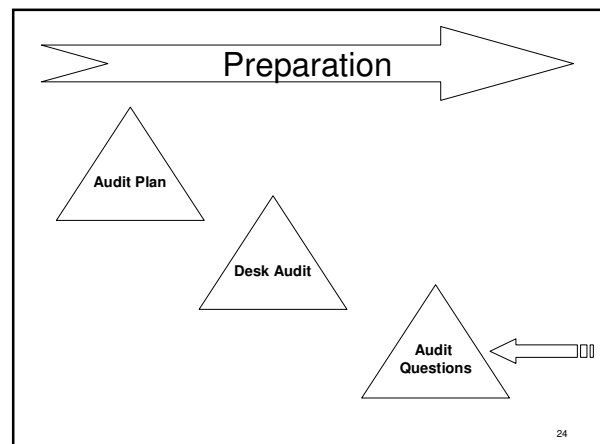 Preparation
Audit Plan
Desk Audit
Audit
Questions
24